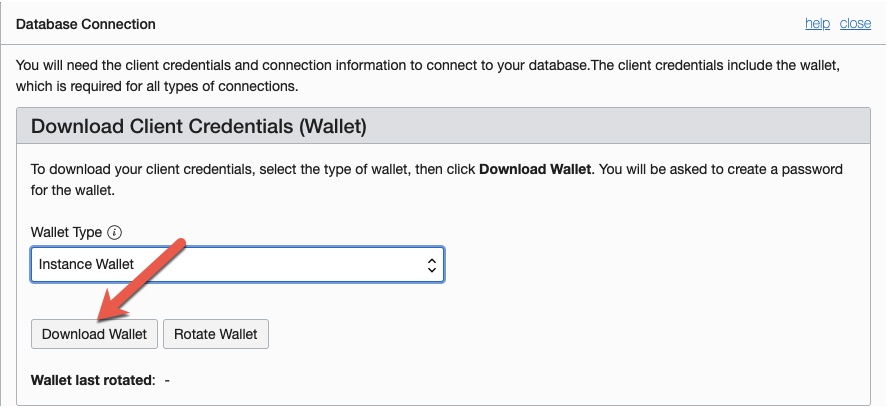 Database Connection help close
You will need the client credentials and connection information to connect to your database.The client credentials include the wallet,
which is required for all types of connections.
Download Client Credentials (Wallet)
To download your client credentials, select the type of wallet, then click Download Wallet. You will be asked to create a password
for the wallet.
Wallet Type i
Instance Wallet
Download Wallet Rotate Wallet
Wallet last rotated: -